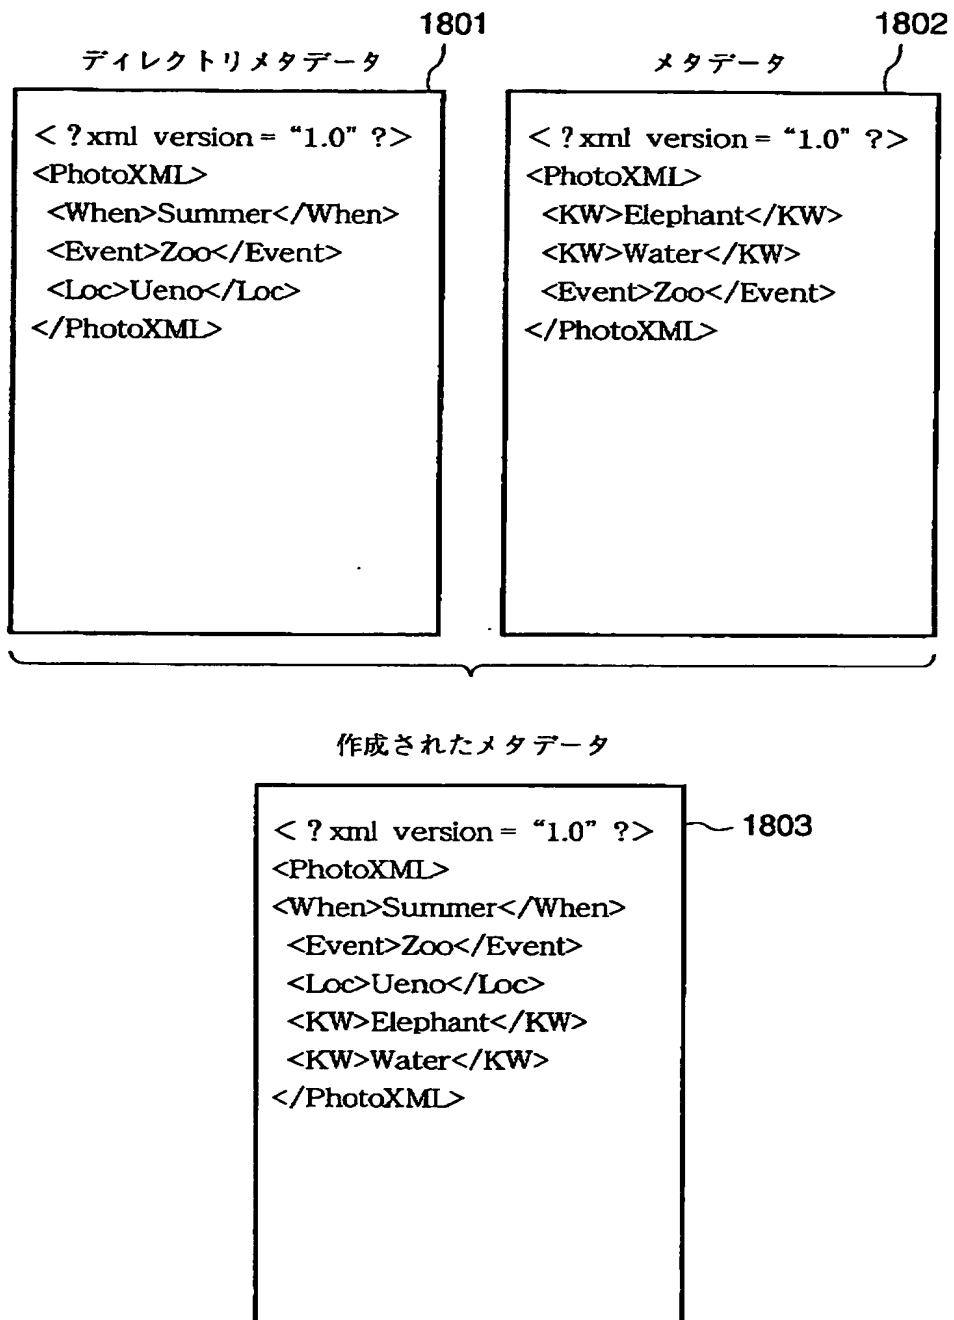 1801
ディレクトリメタデータ
< ?xml version = “1.0” ?>
<PhotoXML>
<When>Summer</When>
<Event>Zoo</Event>
<Loc>Ueno</Loc>
</PhotoXML>
1802
メタデータ
< ?xml version = “1.0” ?>
<PhotoXML>
<KW>Elephant</KW>
<KW>Water</KW>
<Event>Zoo</Event>
</PhotoXML>
作成されたメタデータ
1803
< ?xml version = “1.0” ?>
<PhotoXML>
<When>Summer</When>
<Event>Zoo</Event>
<Loc>Ueno</Loc>
<KW>Elephant</KW>
<KW>Water</KW>
</PhotoXML>